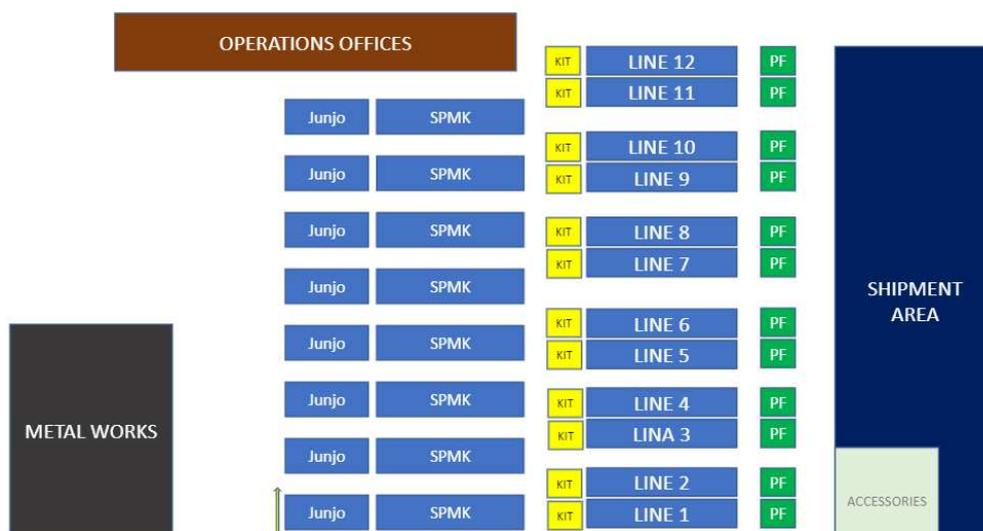 OPERATIONS OFFICES
KIT LINE 12 PF
KIT LINE 11 PF
Junjo SPMK
KIT LINE 10 PF
Junjo SPMK
KIT LINE 9 PF
Junjo SPMK
KIT LINE 8 PF
KIT LINE 7 PF
Junjo SPMK
SHIPMENT
AREA
KIT LINE 6 PF
Junjo SPMK
KIT LINE 5 PF
Junjo SPMK
KIT LINE 4 PF
METAL WORKS
KIT LINA 3 PF
Junjo SPMK
KIT LINE 2 PF
ACCESSORIES
Junjo SPMK
KIT LINE 1 PF